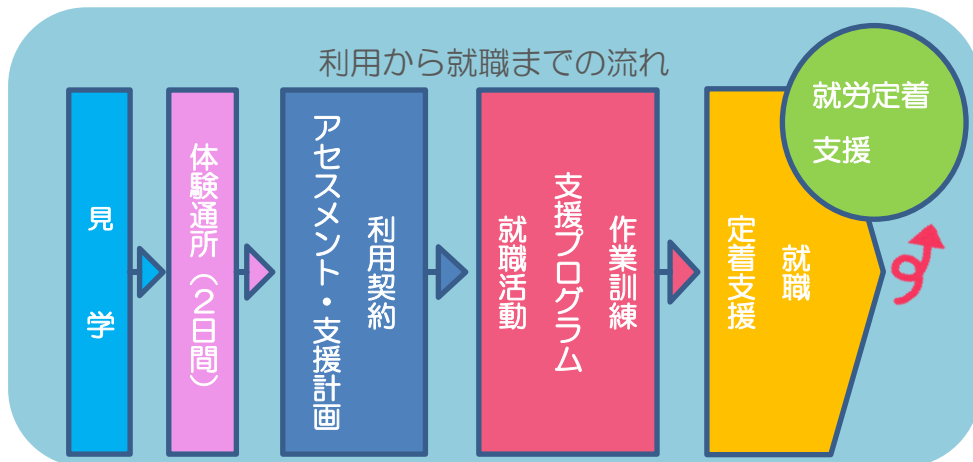 利用から就職までの流れ
見学
体験通所（２日間）
利用契約
アセスメント・支援計画
作業訓練
支援プログラム
就職活動
就職
定着支援
就労定着
支援